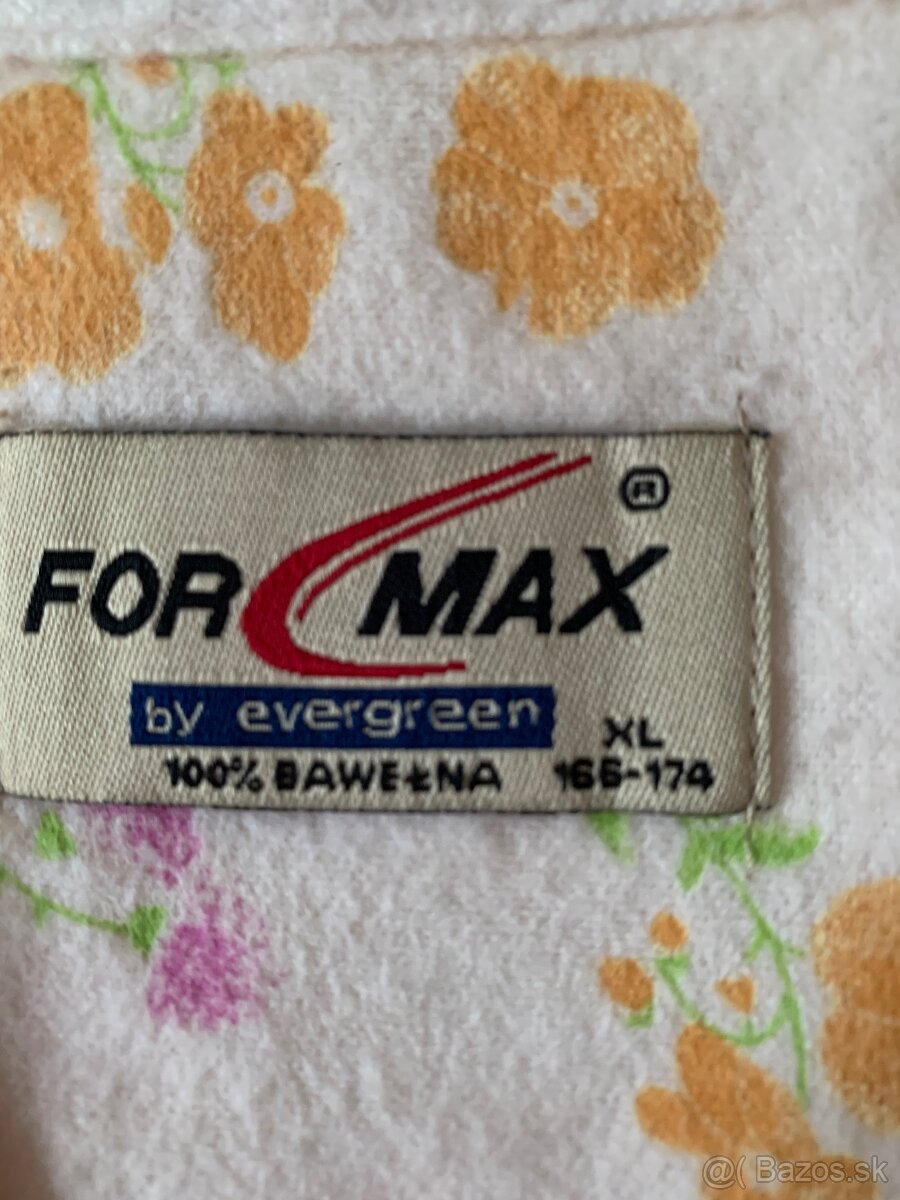 FOR MAX ®
by evergreen
XL
100% BAWEŁNA 166-174
@( Bazos.sk